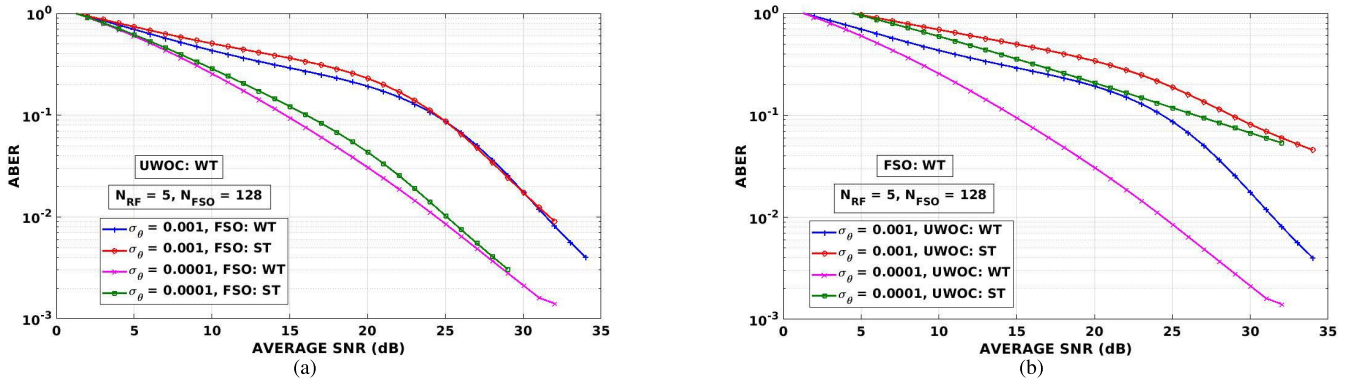 10^0
10^-1
10^-2
10^-3
ABER
UWOC: WT
N_RF = 5, N_FSO = 128
σ_θ = 0.001, FSO: WT
σ_θ = 0.001, FSO: ST
σ_θ = 0.0001, FSO: WT
σ_θ = 0.0001, FSO: ST
0 5 10 15 20 25 30 35
AVERAGE SNR (dB)
(a)
10^0
10^-1
10^-2
10^-3
ABER
FSO: WT
N_RF = 5, N_FSO = 128
σ_θ = 0.001, UWOC: WT
σ_θ = 0.001, UWOC: ST
σ_θ = 0.0001, UWOC: WT
σ_θ = 0.0001, UWOC: ST
0 5 10 15 20 25 30 35
AVERAGE SNR (dB)
(b)